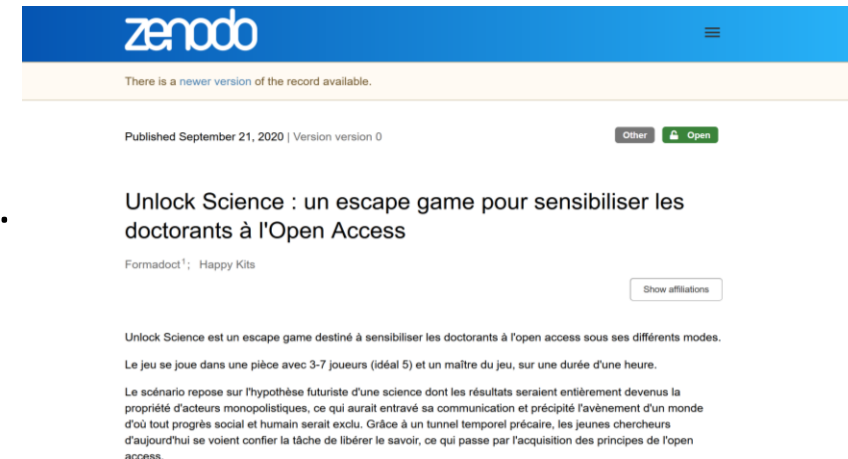 zenodo
There is a newer version of the record available.
Published September 21, 2020 | Version version 0
Other
Open
Unlock Science : un escape game pour sensibiliser les
doctorants à l'Open Access
Formadoct1; Happy Kits
Show affiliations
Unlock Science est un escape game destiné à sensibiliser les doctorants à l'open access sous ses différents modes.
Le jeu se joue dans une pièce avec 3-7 joueurs (idéal 5) et un maître du jeu, sur une durée d'une heure.
Le scénario repose sur l'hypothèse futuriste d'une science dont les résultats seraient entièrement devenus la
propriété d'acteurs monopolistiques, ce qui aurait entravé sa communication et précipité l'avènement d'un monde
d'où tout progrès social et humain serait exclu. Grâce à un tunnel temporel précaire, les jeunes chercheurs
d'aujourd'hui se voient confier la tâche de libérer le savoir, ce qui passe par l'acquisition des principes de l'open
access.